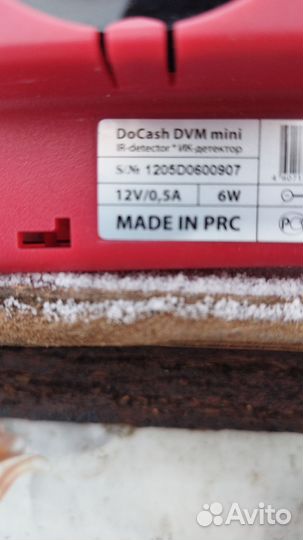 DoCash DVM mini
IR-detector * ИК-детектор
S.№ 1205D0600907
12V/0,5A 6W
MADE IN PRC
Avito